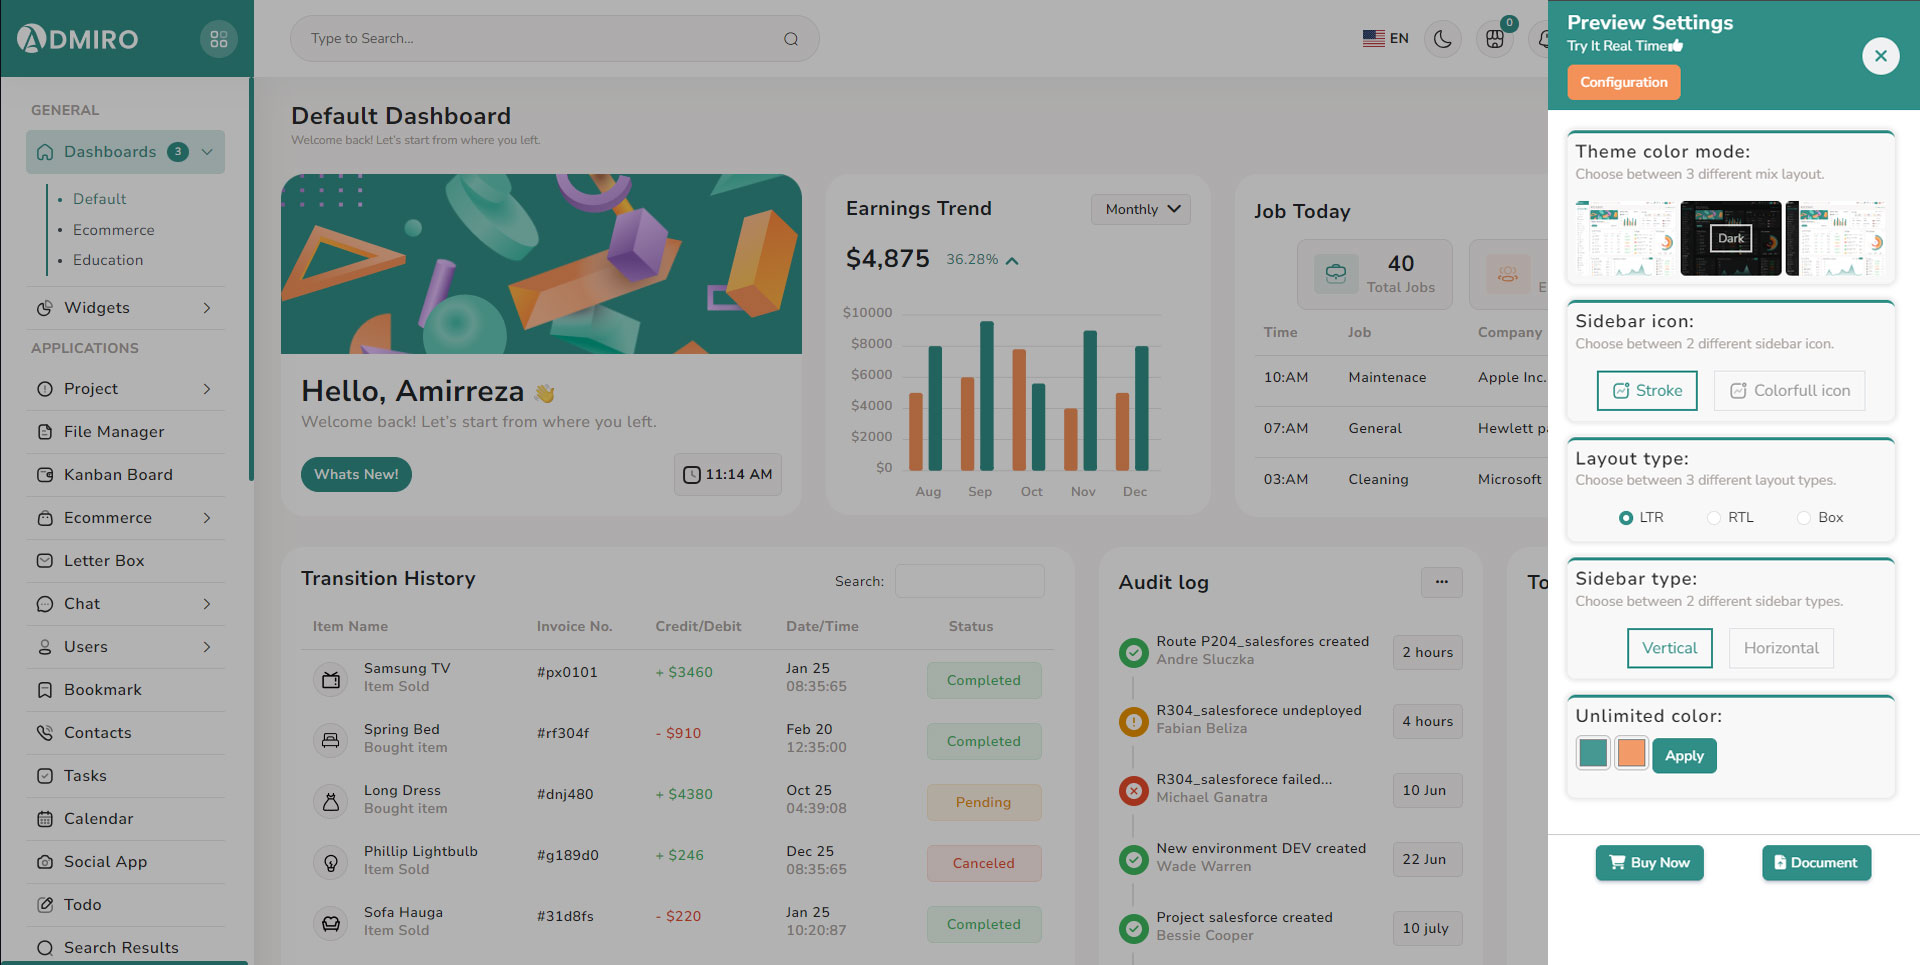 ADMIRO
GENERAL
Dashboards 3
Default
Ecommerce
Education
Widgets
APPLICATIONS
Project
File Manager
Kanban Board
Ecommerce
Letter Box
Chat
Users
Bookmark
Contacts
Tasks
Calendar
Social App
Todo
Search Results
Type to Search...
EN
0
Default Dashboard
Welcome back! Let's start from where you left.
Hello, Amirreza
Welcome back! Let's start from where you left.
Whats New!
11:14 AM
Earnings Trend
Monthly
$4,875 36.28%
$10000
$8000
$6000
$4000
$2000
$0
Aug Sep Oct Nov Dec
Job Today
40
Total Jobs
E
Time Job Company
10:AM Maintenace Apple Inc.
07:AM General Hewlett pa
03:AM Cleaning Microsoft
Transition History
Search:
Item Name Invoice No. Credit/Debit Date/Time Status
Samsung TV #px0101 + $3460 Jan 25 Completed
Item Sold 08:35:65
Spring Bed #rf304f - $910 Feb 20 Completed
Bought item 12:35:00
Long Dress #dnj480 + $4380 Oct 25 Pending
Bought item 04:39:08
Phillip Lightbulb #g189d0 + $246 Dec 25 Canceled
Item Sold 08:35:65
Sofa Hauga #31d8fs - $220 Jan 25 Completed
Item Sold 10:20:87
Audit log
Route P204_salesfores created 2 hours
Andre Sluczka
R304_salesforece undeployed 4 hours
Fabian Beliza
R304_salesforece failed... 10 Jun
Michael Ganatra
New environment DEV created 22 Jun
Wade Warren
Project salesforce created 10 july
Bessie Cooper
To
Preview Settings
Try It Real Time
Configuration
Theme color mode:
Choose between 3 different mix layout.
Dark
Sidebar icon:
Choose between 2 different sidebar icon.
Stroke Colorfull icon
Layout type:
Choose between 3 different layout types.
LTR RTL Box
Sidebar type:
Choose between 2 different sidebar types.
Vertical Horizontal
Unlimited color:
Apply
Buy Now Document